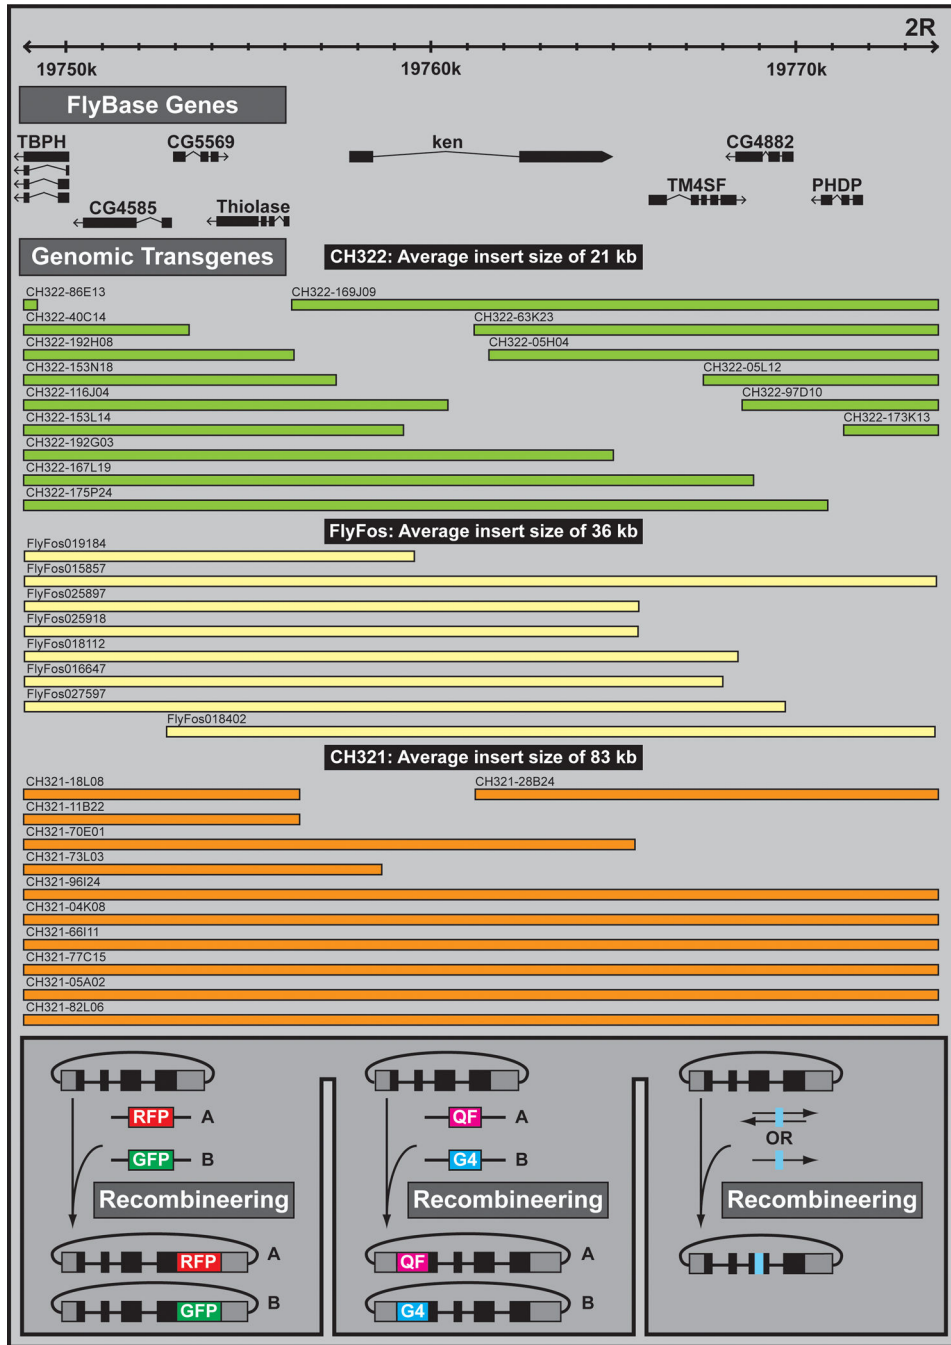 2R
19750k 19760k 19770k
FlyBase Genes
TBPH CG5569 ken CG4882
TM4SF PHDP
CG4585 Thiolase
Genomic Transgenes CH322: Average insert size of 21 kb
CH322-86E13 CH322-169J09
CH322-40C14 CH322-63K23
CH322-192H08 CH322-05H04
CH322-153N18 CH322-05L12
CH322-116J04 CH322-97D10
CH322-153L14 CH322-173K13
CH322-192G03
CH322-167L19
CH322-175P24
FlyFos: Average insert size of 36 kb
FlyFos019184
FlyFos015857
FlyFos025897
FlyFos025918
FlyFos018112
FlyFos016647
FlyFos027597
FlyFos018402
CH321: Average insert size of 83 kb
CH321-18L08 CH321-28B24
CH321-11B22
CH321-70E01
CH321-73L03
CH321-96I24
CH321-04K08
CH321-66I11
CH321-77C15
CH321-05A02
CH321-82L06
RFP A QF A
OR
GFP B G4 B
Recombineering Recombineering Recombineering
RFP A QF A
GFP B G4 B